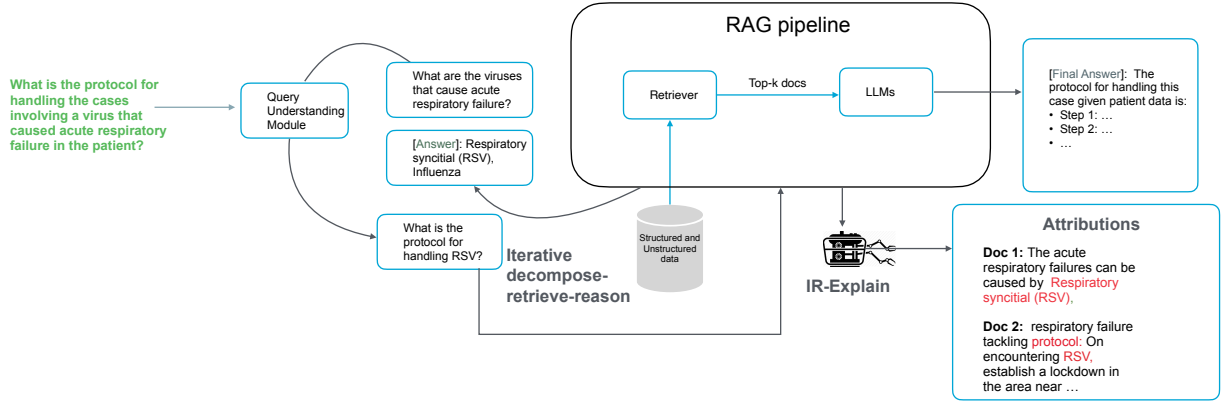 What is the protocol for
handling the cases
involving a virus that
caused acute respiratory
failure in the patient?
Query
Understanding
Module
What are the viruses
that cause acute
respiratory failure?
[Answer]: Respiratory
syncitial (RSV),
Influenza
What is the
protocol for
handling RSV?
Iterative
decompose-
retrieve-reason
RAG pipeline
Retriever
Top-k docs
LLMs
Structured and
Unstructured
data
IR-Explain
[Final Answer]: The
protocol for handling this
case given patient data is:
• Step 1: …
• Step 2: …
• …
Attributions
Doc 1: The acute
respiratory failures can be
caused by Respiratory
syncitial (RSV),
Doc 2: respiratory failure
tackling protocol: On
encountering RSV,
establish a lockdown in
the area near …